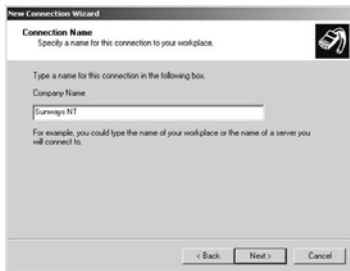 New Connection Wizard
Connection Name
Specify a name for this connection to your workplace.
Type a name for this connection in the following box.
Company Name
Sunways NT
For example, you could type the name of your workplace or the name of a server you
will connect to.
< Back
Next >
Cancel